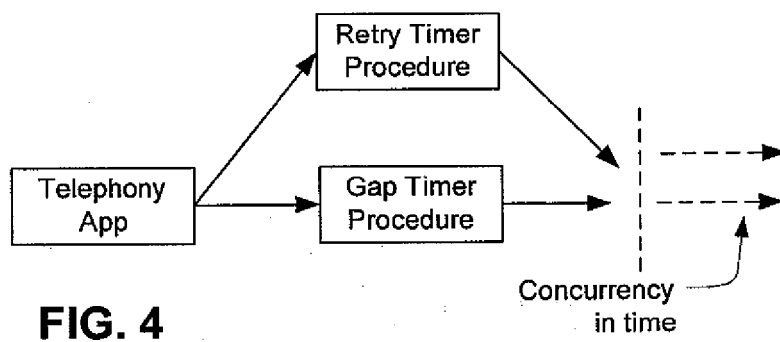 Retry Timer
Procedure
Telephony
App
Gap Timer
Procedure
Concurrency
in time
FIG. 4